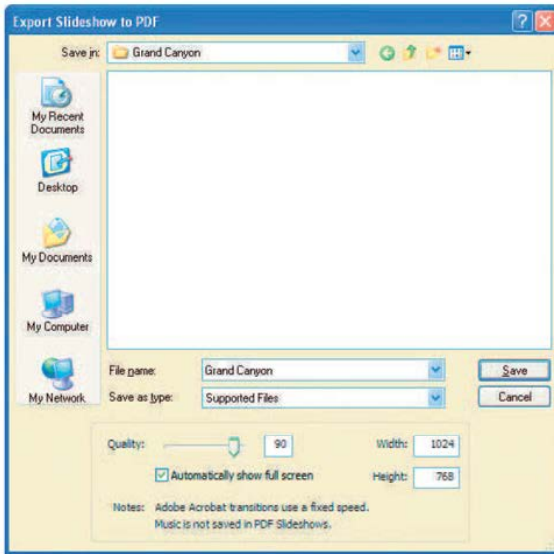 Export Slideshow to PDF
Save in: Grand Canyon
My Recent
Documents
Desktop
My Documents
My Computer
My Network
File name: Grand Canyon Save
Save as type: Supported Files Cancel
Quality: 90 Width: 1024
Automatically show full screen Height: 768
Notes: Adobe Acrobat transitions use a fixed speed.
Music is not saved in PDF Slideshows.